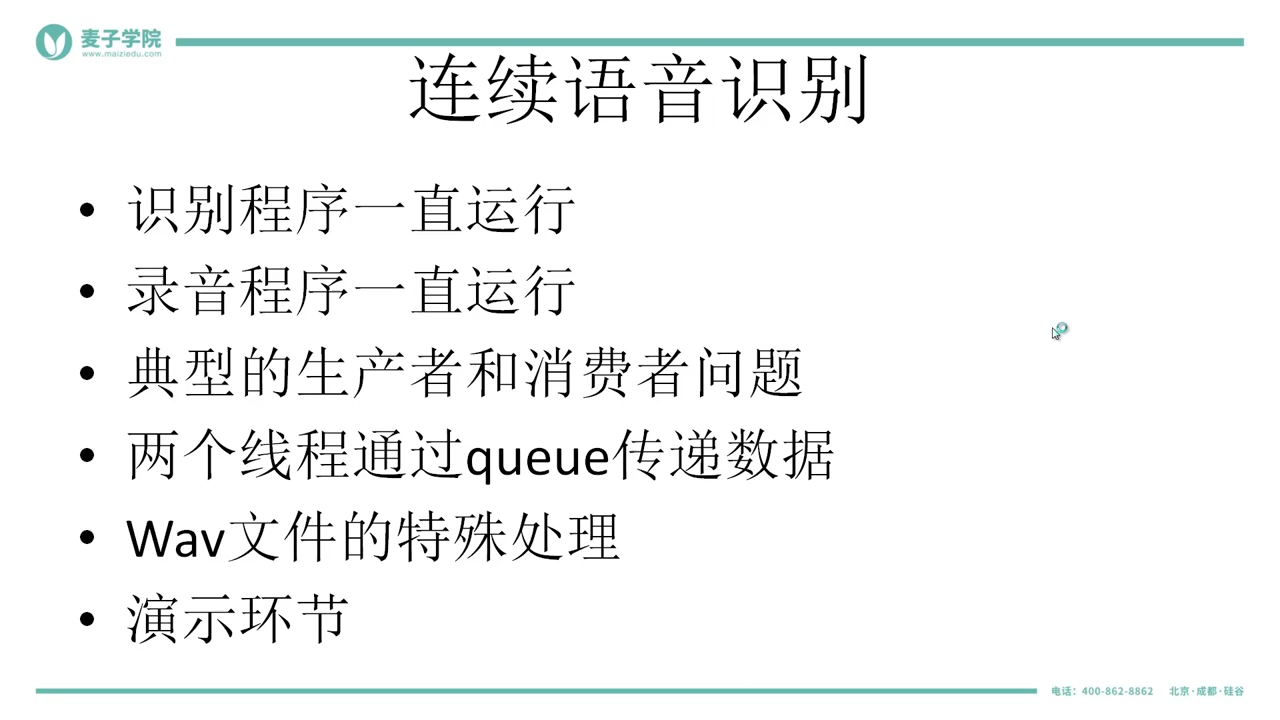 麦子学院
www.maiziedu.com
连续语音识别
• 识别程序一直运行
• 录音程序一直运行
• 典型的生产者和消费者问题
• 两个线程通过queue传递数据
• Wav文件的特殊处理
• 演示环节
电话：400-862-8862 北京·成都·硅谷